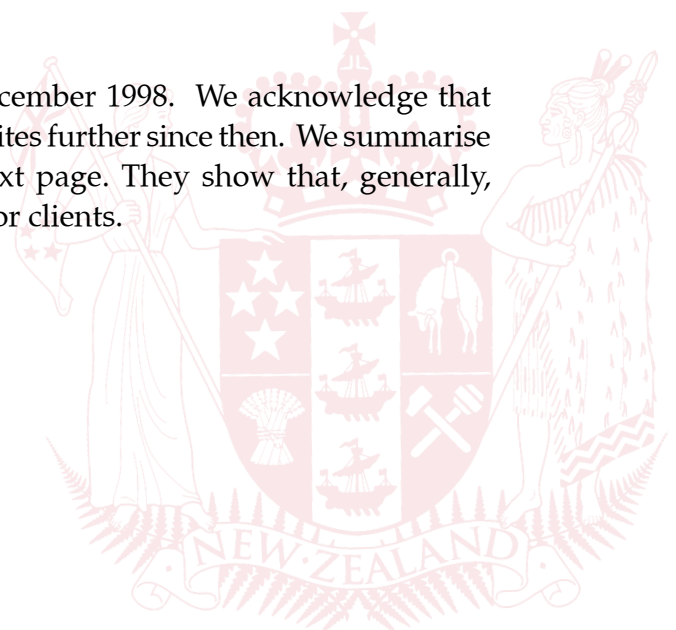 cember 1998. We acknowledge that
ites further since then. We summarise
xt page. They show that, generally,
or clients.
NEW·ZEALAND